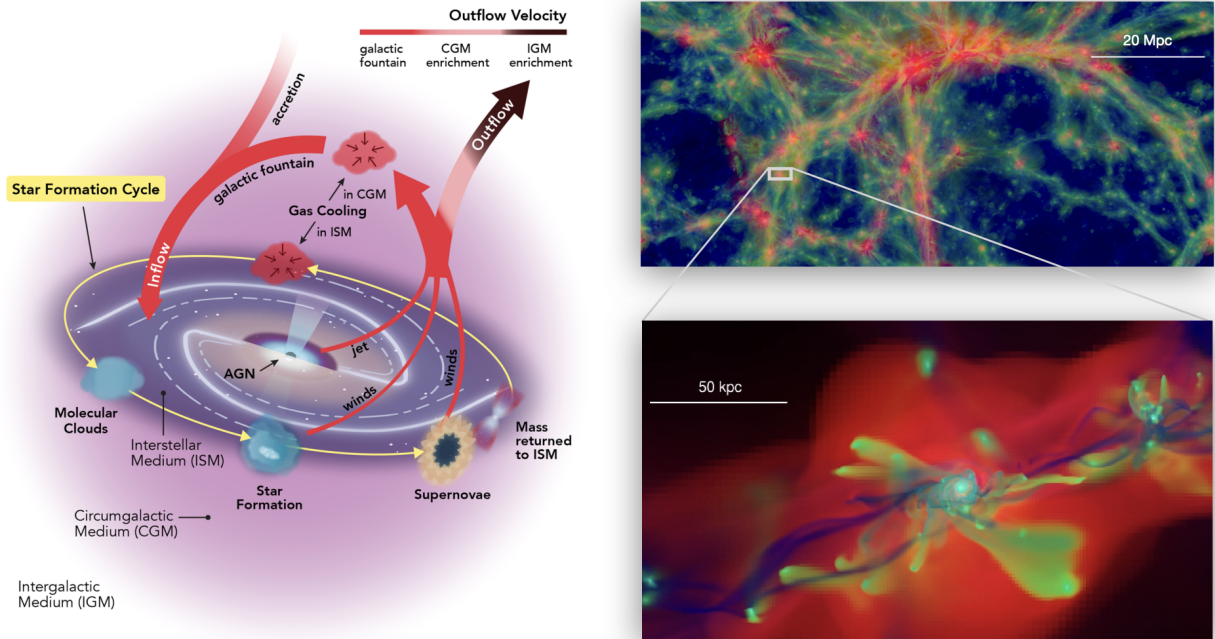 Outflow Velocity
galactic
fountain
CGM
enrichment
IGM
enrichment
accretion
Outflow
galactic fountain
Star Formation Cycle
in CGM
Gas Cooling
in ISM
Inflow
jet
AGN
winds
winds
Molecular
Clouds
Interstellar
Medium (ISM)
Mass
returned
to ISM
Star
Formation
Supernovae
Circumgalactic
Medium (CGM)
Intergalactic
Medium (IGM)
20 Mpc
50 kpc